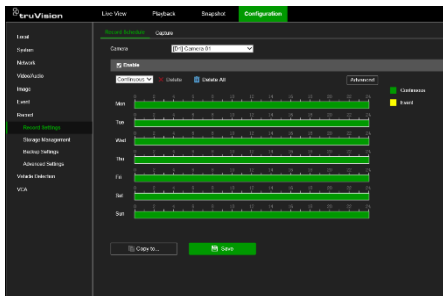 truVision
Live View Playback Snapshot Configuration
Local
System
Network
Video/Audio
Image
Event
Record
Record Settings
Storage Management
Backup Settings
Advanced Settings
Vehicle Detection
VCA
Record Schedule Capture
Camera [D1] Camera 01
Enable
Continuous Delete Delete All Advanced
Continuous
Event
Mon
Tue
Wed
Thu
Fri
Sat
Sun
Copy to... Save